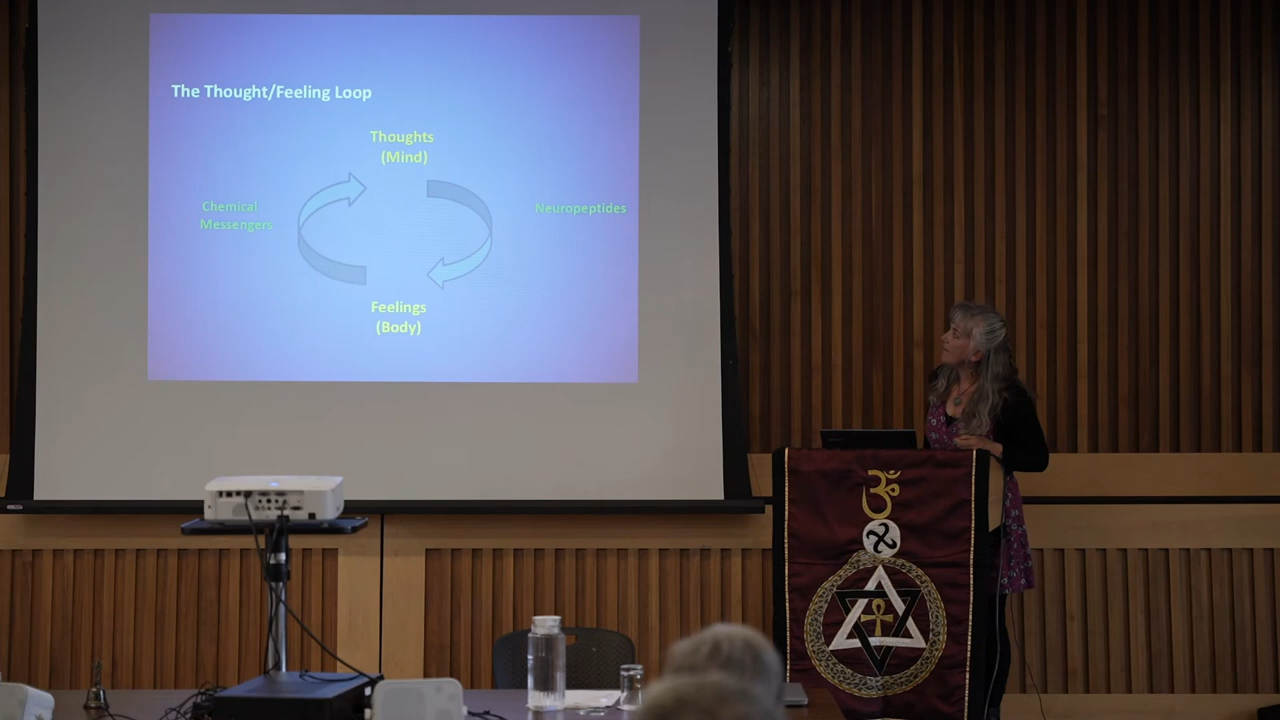 The Thought/Feeling Loop
Thoughts
(Mind)
Chemical
Messengers
Neuropeptides
Feelings
(Body)
ॐ